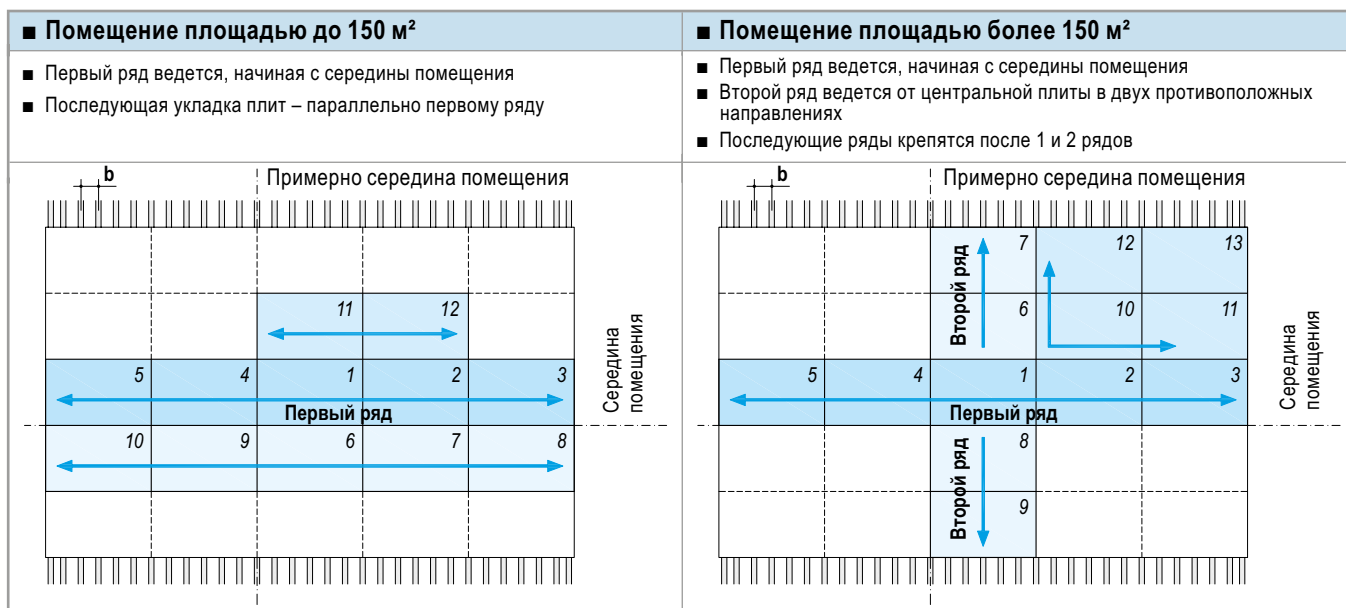 ■ Помещение площадью до 150 м²
■ Первый ряд ведется, начиная с середины помещения
■ Последующая укладка плит – параллельно первому ряду
b
Примерно середина помещения
11 12
5 4 1 2 3
Первый ряд
10 9 6 7 8
Середина
помещения
■ Помещение площадью более 150 м²
■ Первый ряд ведется, начиная с середины помещения
■ Второй ряд ведется от центральной плиты в двух противоположных
направлениях
■ Последующие ряды крепятся после 1 и 2 рядов
b
Примерно середина помещения
7 12 13
Второй ряд
6 10 11
5 4 1 2 3
Первый ряд
8
Второй ряд
9
Середина
помещения